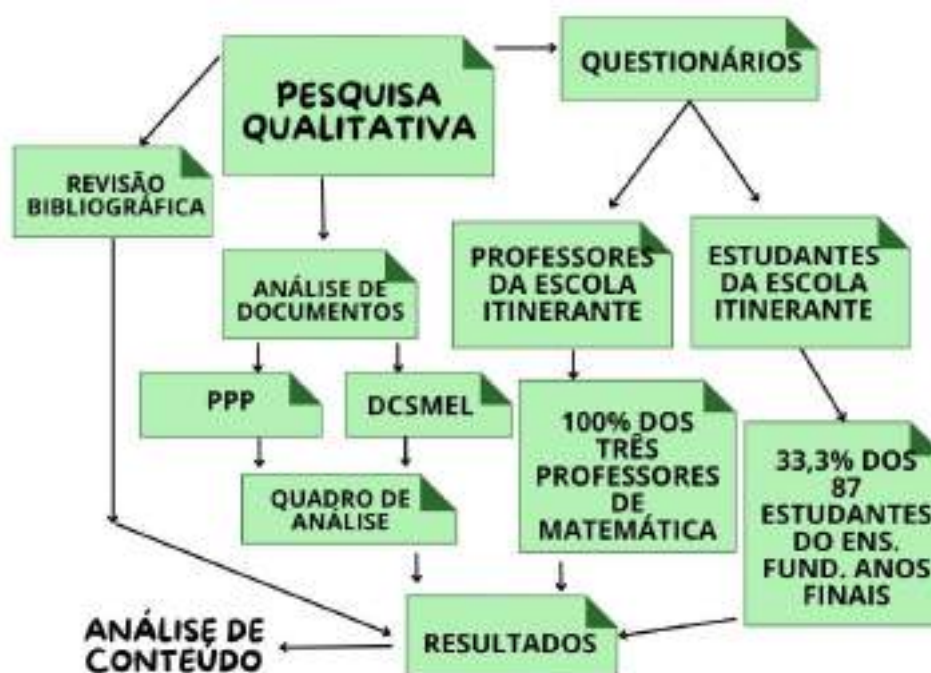 PESQUISA
QUALITATIVA
QUESTIONÁRIOS
REVISÃO
BIBLIOGRÁFICA
ANÁLISE DE
DOCUMENTOS
PROFESSORES
DA ESCOLA
ITINERANTE
ESTUDANTES
DA ESCOLA
ITINERANTE
PPP
DCSMEL
100% DOS
TRÊS
PROFESSORES
DE
MATEMÁTICA
33,3% DOS
87
ESTUDANTES
DO ENS.
FUND. ANOS
FINAIS
QUADRO DE
ANÁLISE
RESULTADOS
ANÁLISE DE
CONTEÚDO